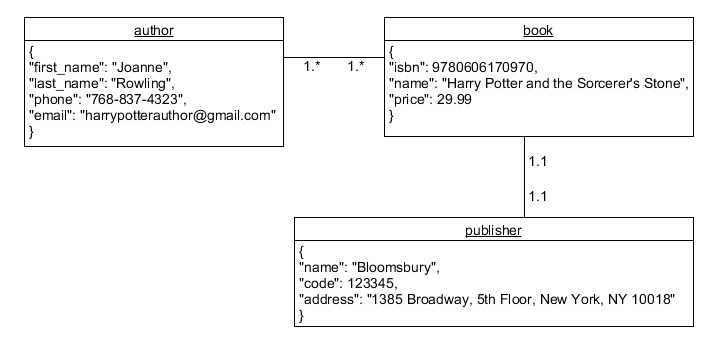 author
{
"first_name": "Joanne",
"last_name": "Rowling",
"phone": "768-837-4323",
"email": "harrypotterauthor@gmail.com"
}
1.* 1.*
book
{
"isbn": 9780606170970,
"name": "Harry Potter and the Sorcerer's Stone",
"price": 29.99
}
1.1
1.1
publisher
{
"name": "Bloomsbury",
"code": 123345,
"address": "1385 Broadway, 5th Floor, New York, NY 10018"
}